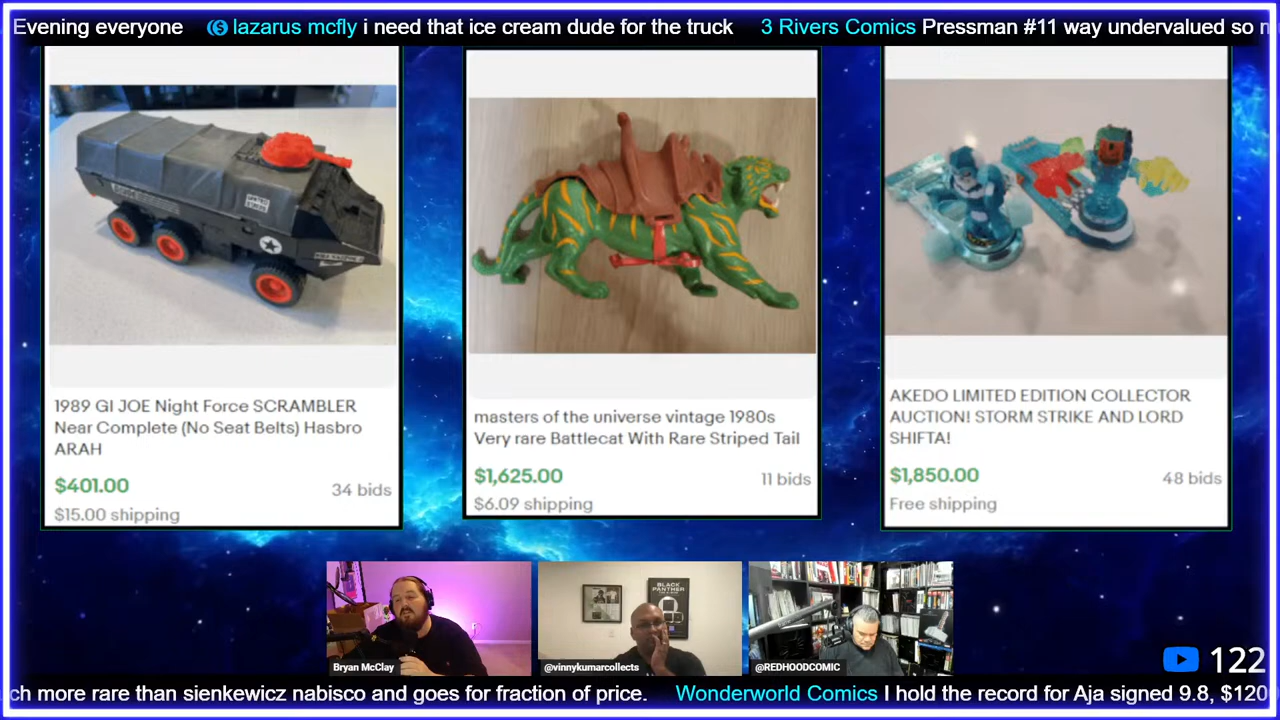 Evening everyone lazarus mcfly i need that ice cream dude for the truck 3 Rivers Comics Pressman #11 way undervalued so
1989 GI JOE Night Force SCRAMBLER
Near Complete (No Seat Belts) Hasbro
ARAH
$401.00
34 bids
$15.00 shipping
masters of the universe vintage 1980s
Very rare Battlecat With Rare Striped Tail
$1,625.00
11 bids
$6.09 shipping
AKEDO LIMITED EDITION COLLECTOR
AUCTION! STORM STRIKE AND LORD
SHIFTA!
$1,850.00
48 bids
Free shipping
BLACK
PANTHER
Bryan McClay
@vinnykumarcollects
@REDHOODCOMIC
122
ch more rare than sienkewicz nabisco and goes for fraction of price. Wonderworld Comics I hold the record for Aja signed 9.8, $120